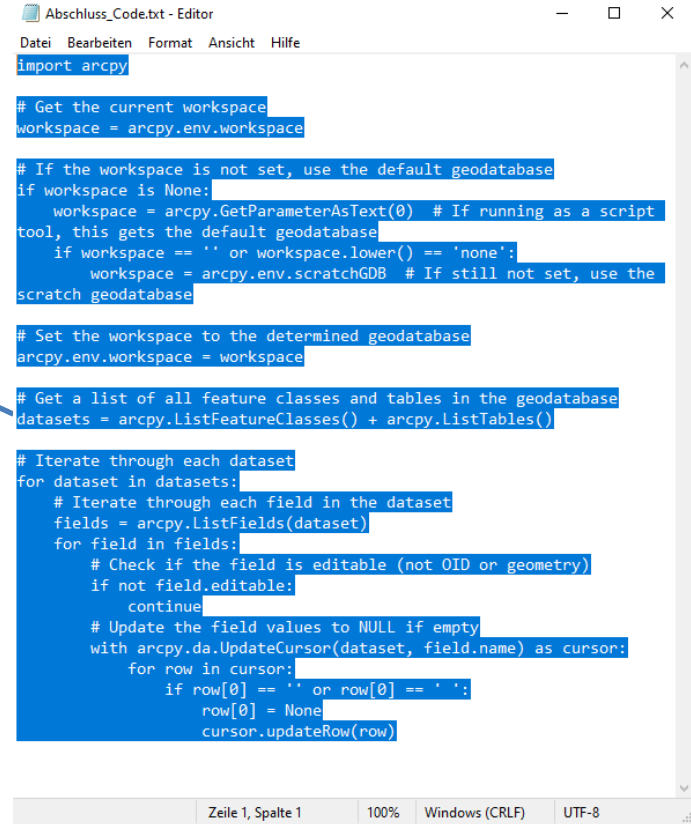 Abschluss_Code.txt - Editor
Datei Bearbeiten Format Ansicht Hilfe
import arcpy

# Get the current workspace
workspace = arcpy.env.workspace

# If the workspace is not set, use the default geodatabase
if workspace is None:
    workspace = arcpy.GetParameterAsText(0)  # If running as a script
tool, this gets the default geodatabase
    if workspace == '' or workspace.lower() == 'none':
        workspace = arcpy.env.scratchGDB  # If still not set, use the
scratch geodatabase

# Set the workspace to the determined geodatabase
arcpy.env.workspace = workspace

# Get a list of all feature classes and tables in the geodatabase
datasets = arcpy.ListFeatureClasses() + arcpy.ListTables()

# Iterate through each dataset
for dataset in datasets:
    # Iterate through each field in the dataset
    fields = arcpy.ListFields(dataset)
    for field in fields:
        # Check if the field is editable (not OID or geometry)
        if not field.editable:
            continue
        # Update the field values to NULL if empty
        with arcpy.da.UpdateCursor(dataset, field.name) as cursor:
            for row in cursor:
                if row[0] == '' or row[0] == ' ':
                    row[0] = None
                    cursor.updateRow(row)
Zeile 1, Spalte 1 100% Windows (CRLF) UTF-8